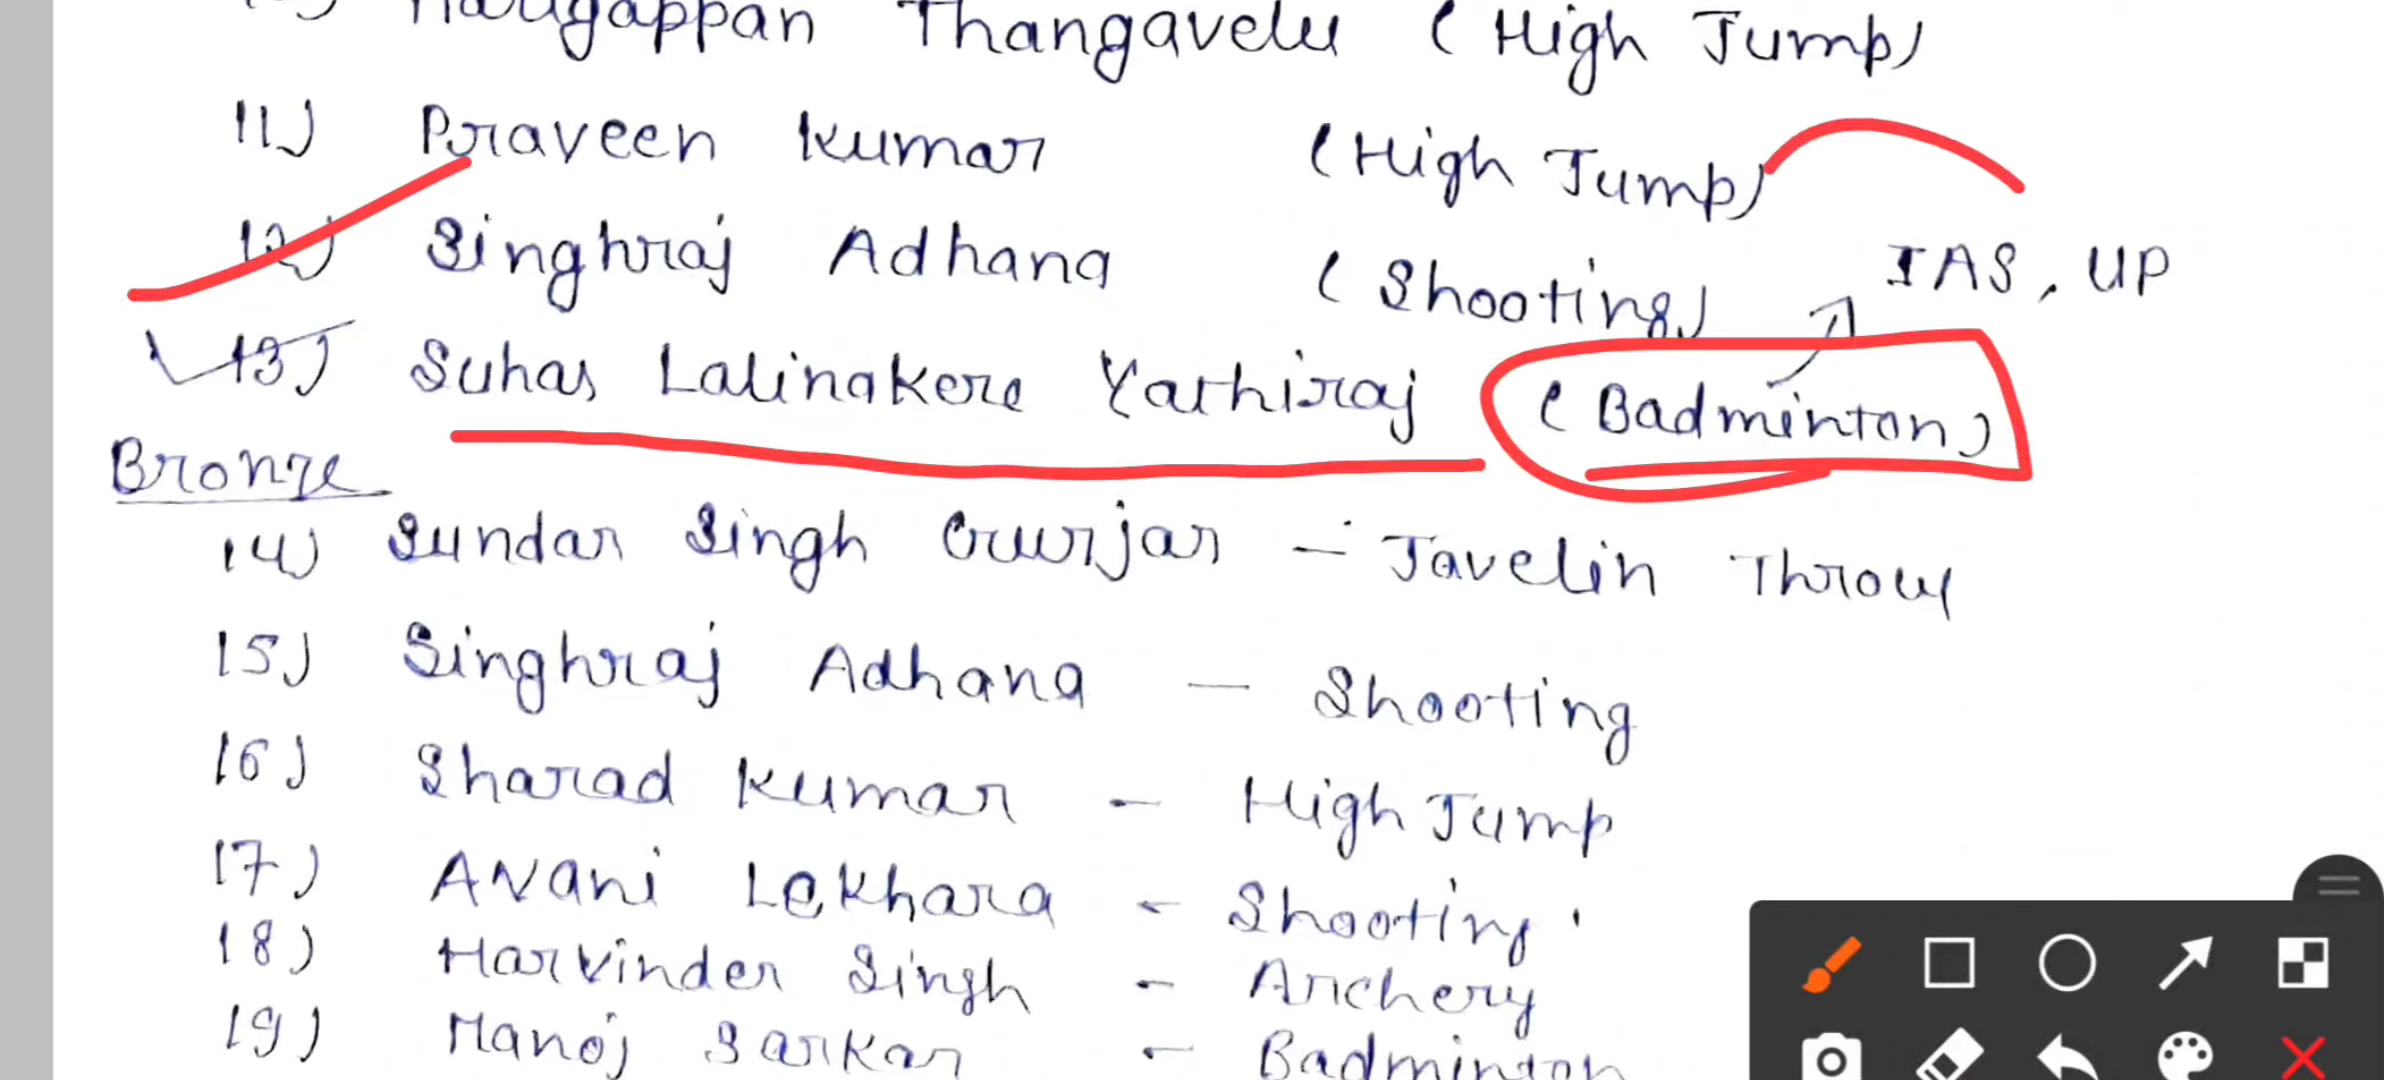 Thangavelu (High Jump)
11) Praveen Kumar (High Jump)
12) Singhraj Adhana (Shooting)
IAS, UP
13) Suhas Lalinakere Yathiraj (Badminton)
Bronze
14) Sundar Singh Gurjar - Javelin Throw
15) Singhraj Adhana - Shooting
16) Sharad Kumar - High Jump
17) Avani Lekhara - Shooting
18) Harvinder Singh - Archery
19) Manoj Sarkar - Badminton